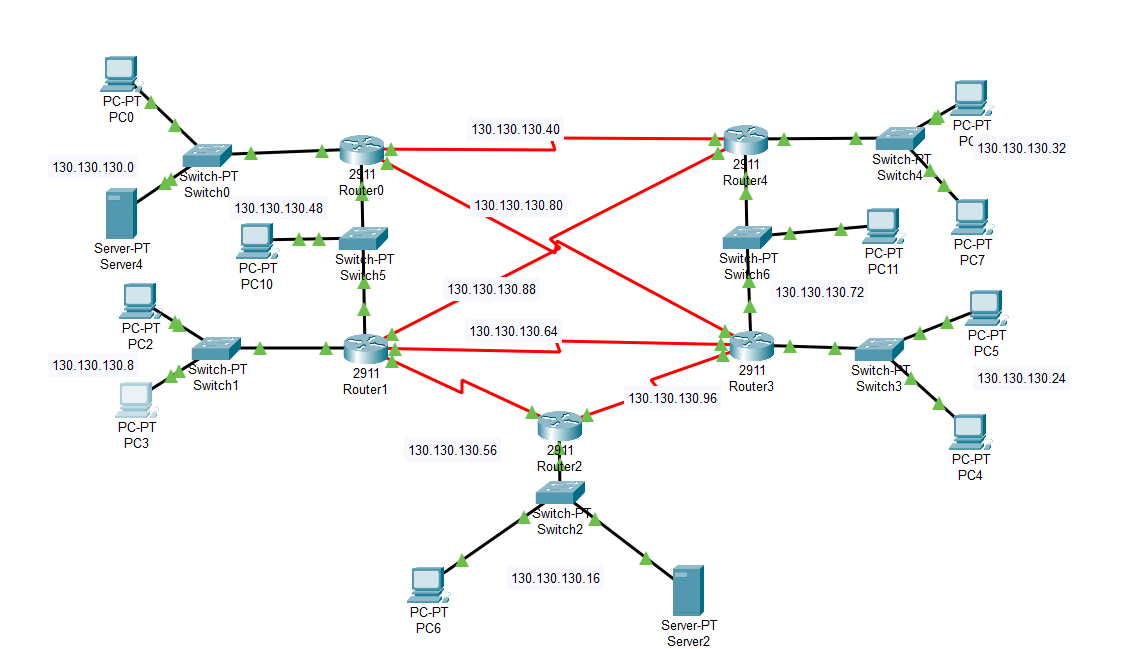 PC-PT
PC0
130.130.130.0
Switch-PT
Switch0
Server-PT
Server4
130.130.130.40
2911
Router0
2911
Router4
PC-PT
130.130.130.32
Switch-PT
Switch4
PC-PT
PC7
130.130.130.48
PC-PT
PC10
Switch-PT
Switch5
130.130.130.80
Switch-PT
Switch6
PC-PT
PC11
130.130.130.72
130.130.130.88
130.130.130.64
PC-PT
PC2
130.130.130.8
Switch-PT
Switch1
PC-PT
PC3
2911
Router1
2911
Router3
Switch-PT
Switch3
PC-PT
PC5
130.130.130.24
PC-PT
PC4
130.130.130.96
130.130.130.56
2911
Router2
Switch-PT
Switch2
130.130.130.16
PC-PT
PC6
Server-PT
Server2